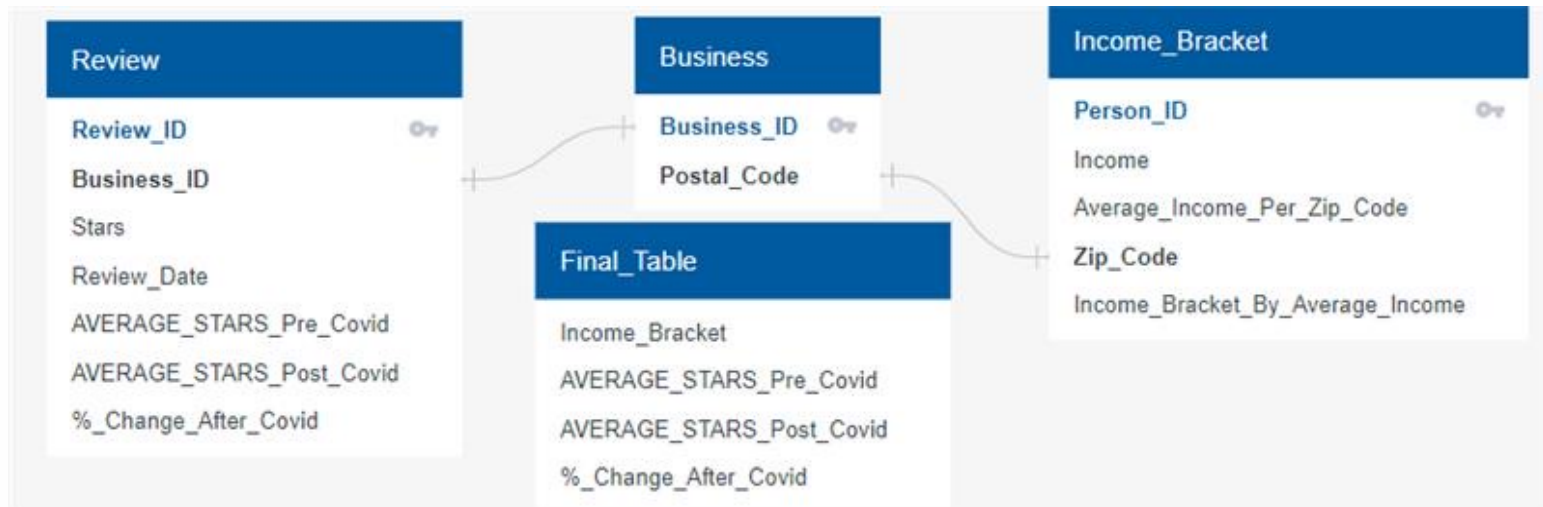 Review
Review_ID
Business_ID
Stars
Review_Date
AVERAGE_STARS_Pre_Covid
AVERAGE_STARS_Post_Covid
%_Change_After_Covid
Business
Business_ID
Postal_Code
Final_Table
Income_Bracket
AVERAGE_STARS_Pre_Covid
AVERAGE_STARS_Post_Covid
%_Change_After_Covid
Income_Bracket
Person_ID
Income
Average_Income_Per_Zip_Code
Zip_Code
Income_Bracket_By_Average_Income